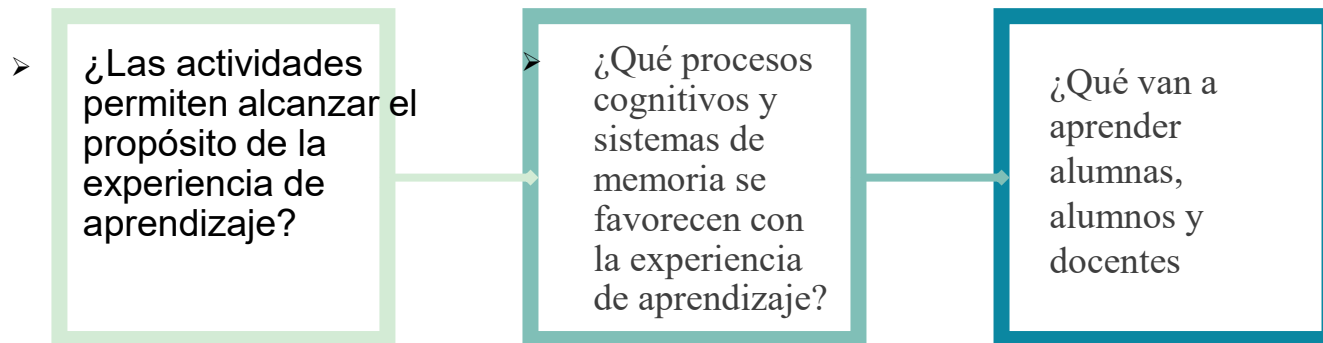 ➢ ¿Las actividades
permiten alcanzar el
propósito de la
experiencia de
aprendizaje?
➢ ¿Qué procesos
cognitivos y
sistemas de
memoria se
favorecen con
la experiencia
de aprendizaje?
¿Qué van a
aprender
alumnas,
alumnos y
docentes